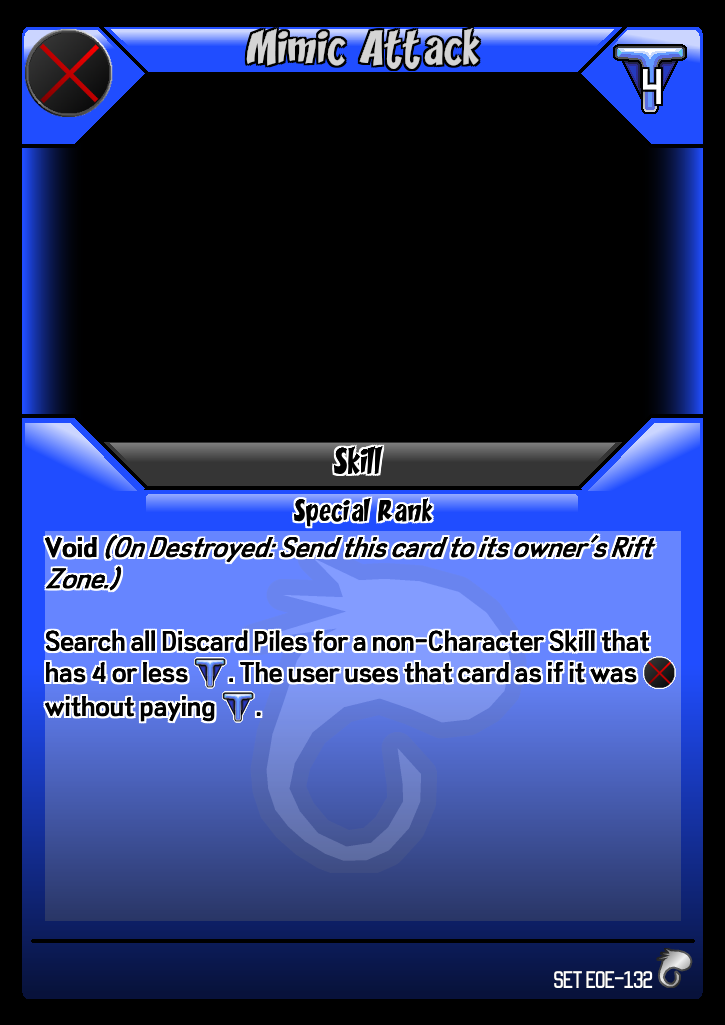 Mimic Attack
4
Skill
Special Rank
Void (On Destroyed: Send this card to its owner's Rift
Zone.)
Search all Discard Piles for a non-Character Skill that
has 4 or less T. The user uses that card as if it was
without paying T.
SET EOE-132